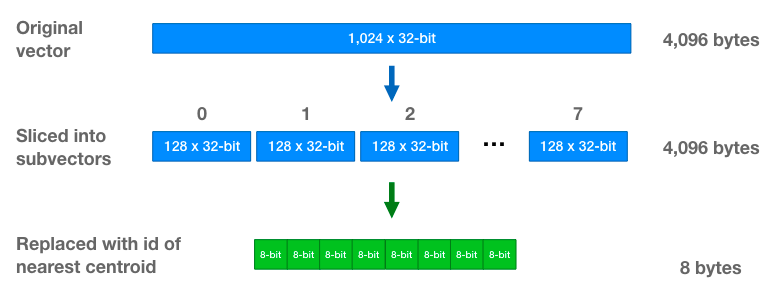 Original
vector
1,024 x 32-bit
4,096 bytes
0 1 2 7
Sliced into
subvectors
128 x 32-bit 128 x 32-bit 128 x 32-bit ... 128 x 32-bit
4,096 bytes
Replaced with id of
nearest centroid
8-bit 8-bit 8-bit 8-bit 8-bit 8-bit 8-bit 8-bit
8 bytes